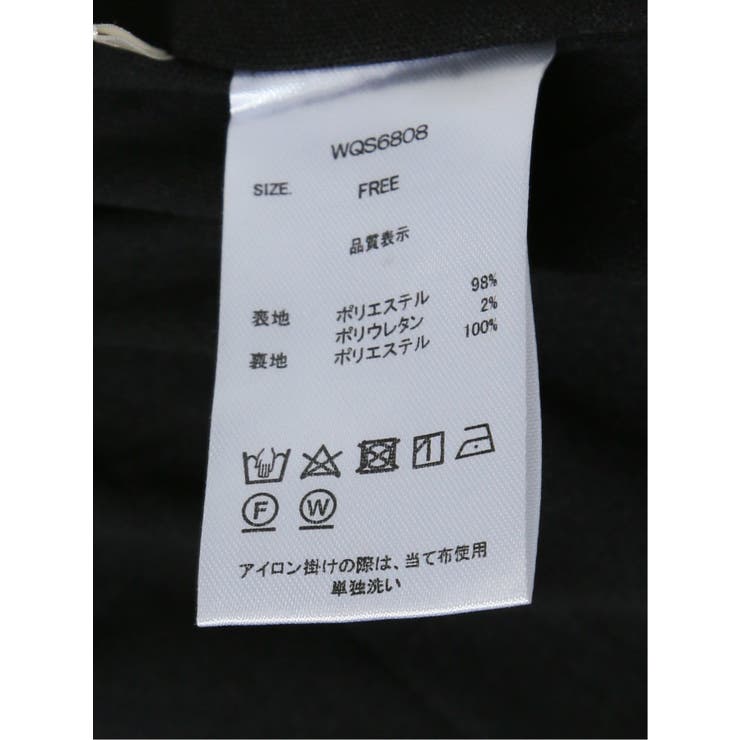 WQS6808
SIZE. FREE
品質表示
表地 ポリエステル 98%
ポリウレタン 2%
裏地 ポリエステル 100%
F W
アイロン掛けの際は、当て布使用
単独洗い